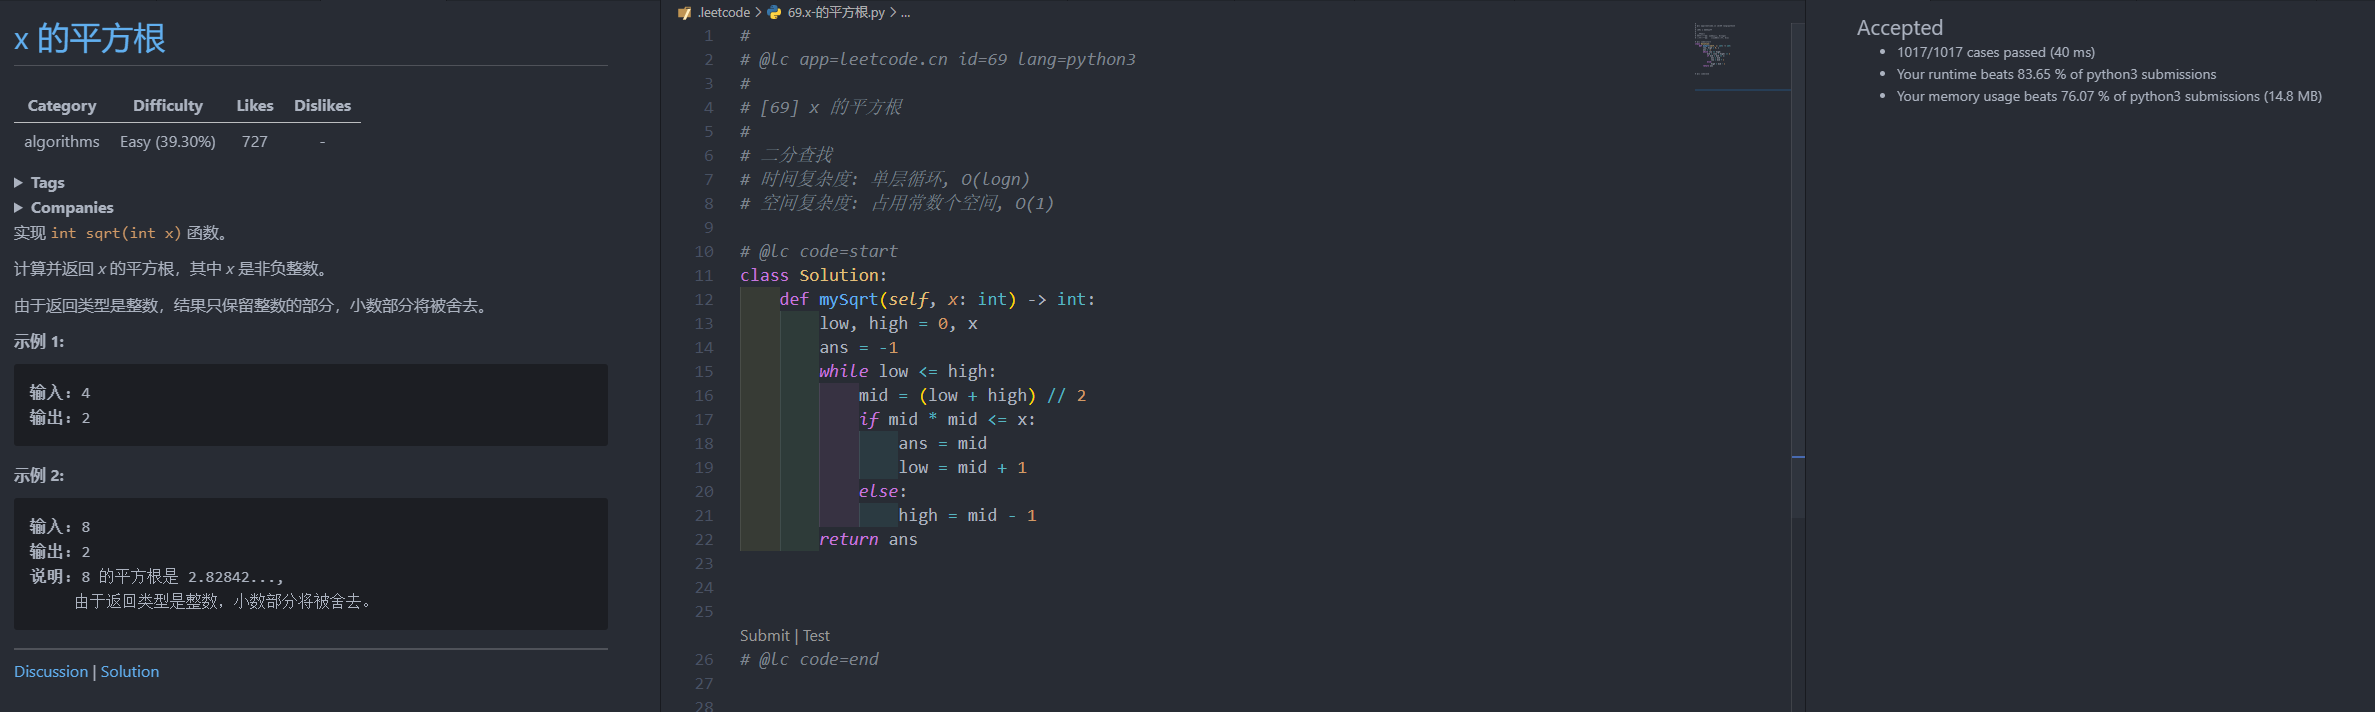 x 的平方根
Category Difficulty Likes Dislikes
algorithms Easy (39.30%) 727 -
▶ Tags
▶ Companies
实现 int sqrt(int x) 函数。
计算并返回 x 的平方根，其中 x 是非负整数。
由于返回类型是整数，结果只保留整数的部分，小数部分将被舍去。
示例 1:
输入: 4
输出: 2
示例 2:
输入: 8
输出: 2
说明: 8 的平方根是 2.82842...,
由于返回类型是整数，小数部分将被舍去。
Discussion | Solution
.leetcode > 69.x-的平方根.py > ...
1 #
2 # @lc app=leetcode.cn id=69 lang=python3
3 #
4 # [69] x 的平方根
5 #
6 # 二分查找
7 # 时间复杂度: 单层循环, O(logn)
8 # 空间复杂度: 占用常数个空间, O(1)
9
10 # @lc code=start
11 class Solution:
12 def mySqrt(self, x: int) -> int:
13 low, high = 0, x
14 ans = -1
15 while low <= high:
16 mid = (low + high) // 2
17 if mid * mid <= x:
18 ans = mid
19 low = mid + 1
20 else:
21 high = mid - 1
22 return ans
23
24
25
Submit | Test
26 # @lc code=end
27
28
Accepted
• 1017/1017 cases passed (40 ms)
• Your runtime beats 83.65 % of python3 submissions
• Your memory usage beats 76.07 % of python3 submissions (14.8 MB)